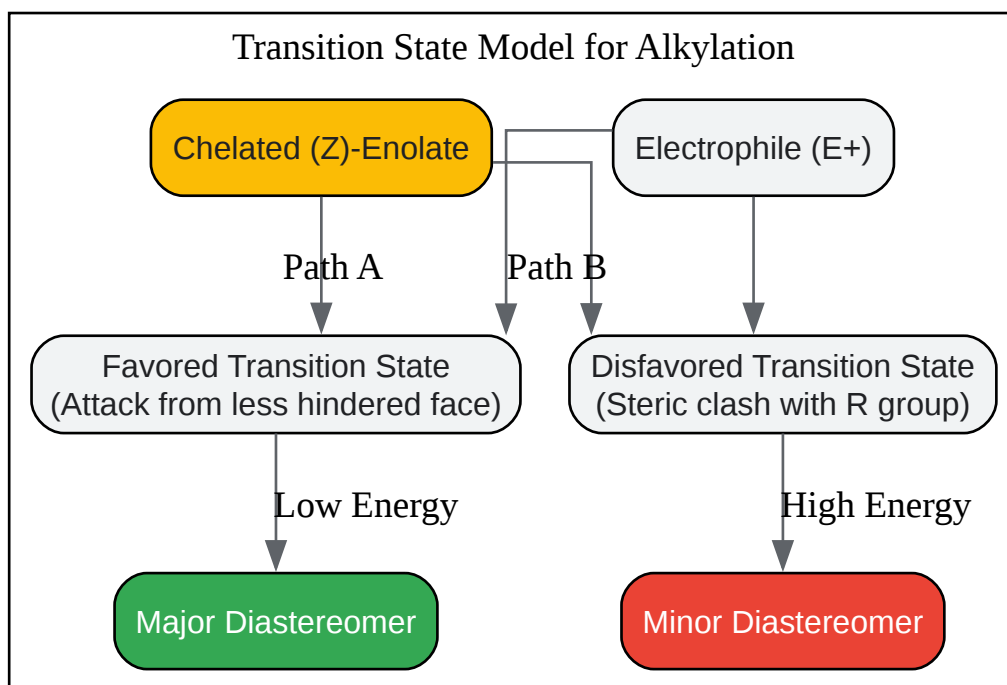 Transition State Model for Alkylation
Chelated (Z)-Enolate
Electrophile (E+)
Path A
Path B
Favored Transition State
(Attack from less hindered face)
Disfavored Transition State
(Steric clash with R group)
Low Energy
High Energy
Major Diastereomer
Minor Diastereomer